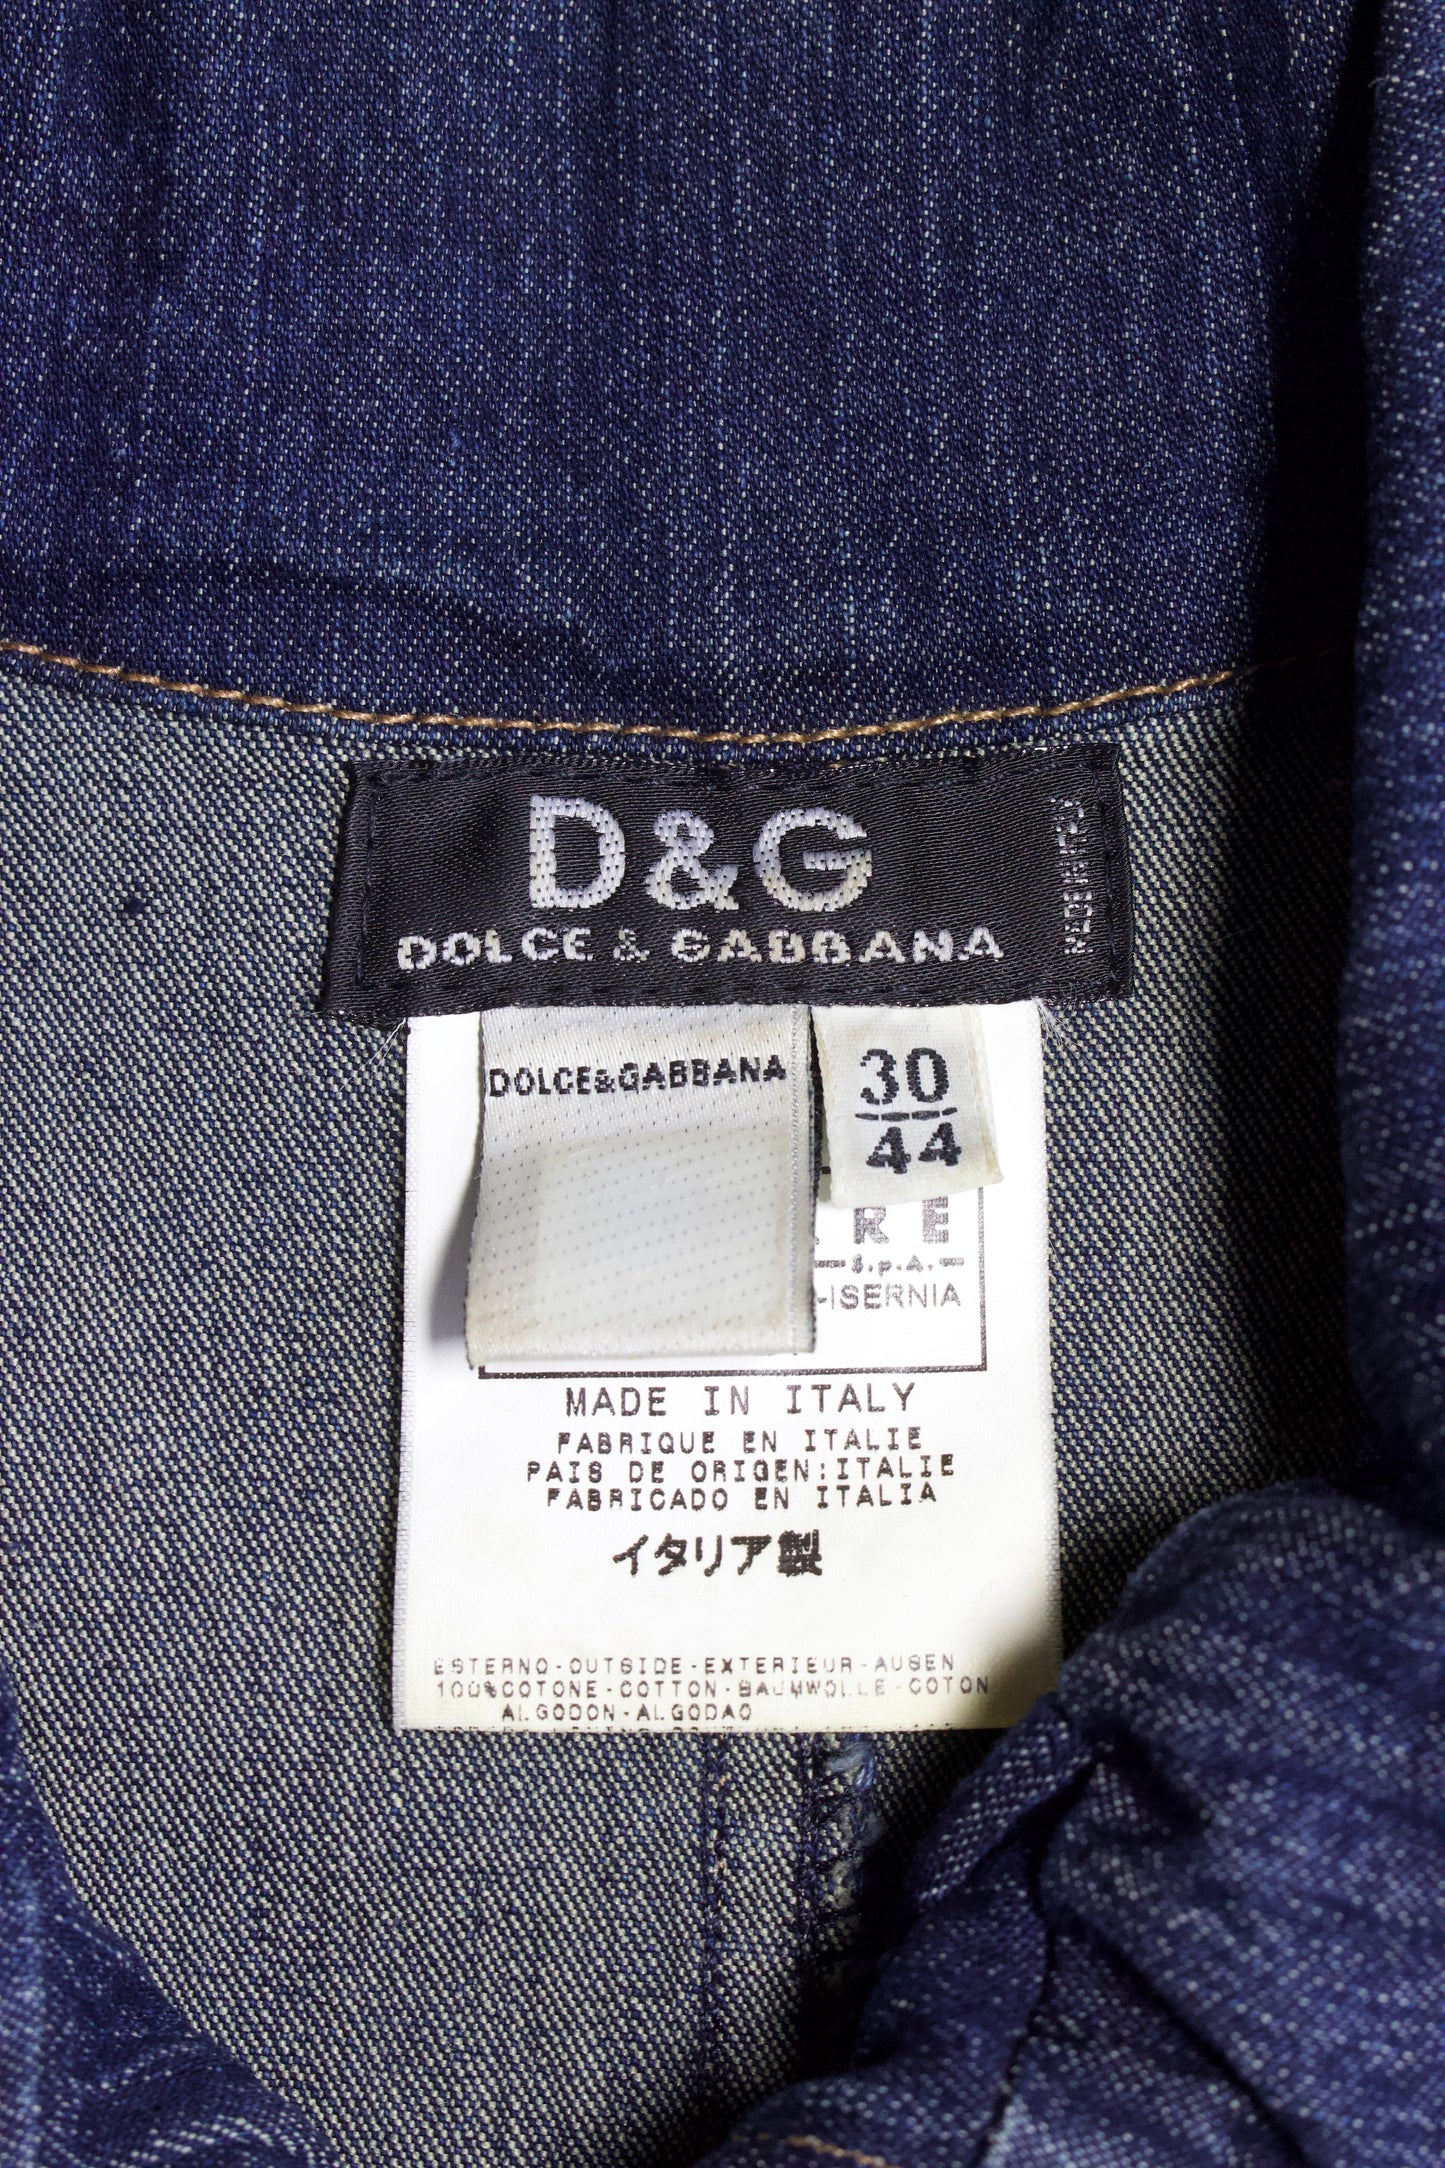 D&G
DOLCE & GABBANA
DOLCE&GABBANA
30
44
RE
S.p.A.
-ISERNIA
MADE IN ITALY
FABRIQUE EN ITALIE
PAIS DE ORIGEN:ITALIE
FABRICADO EN ITALIA
イタリア製
ESTERNO-OUTSIDE-EXTERIEUR-AUSEN
100%COTONE-COTTON-BAUMWOLLE-COTON
ALGODON-ALGODAO